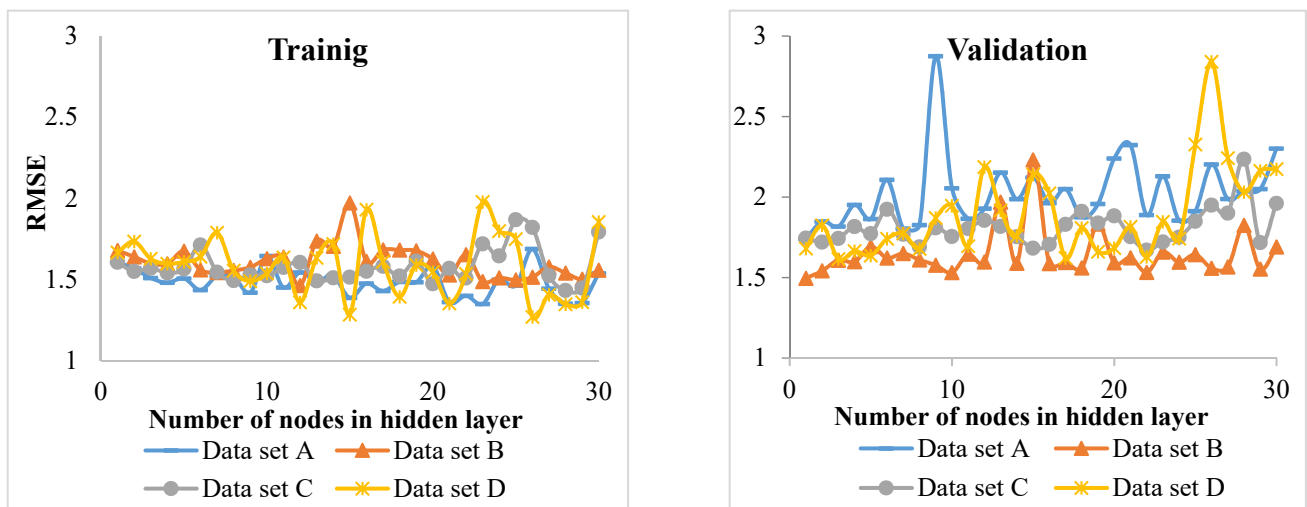 Trainig
3
2.5
2
1.5
1
RMSE
0
10
20
30
Number of nodes in hidden layer
Data set A
Data set B
Data set C
Data set D
Validation
3
2.5
2
1.5
1
0
10
20
30
Number of nodes in hidden layer
Data set A
Data set B
Data set C
Data set D